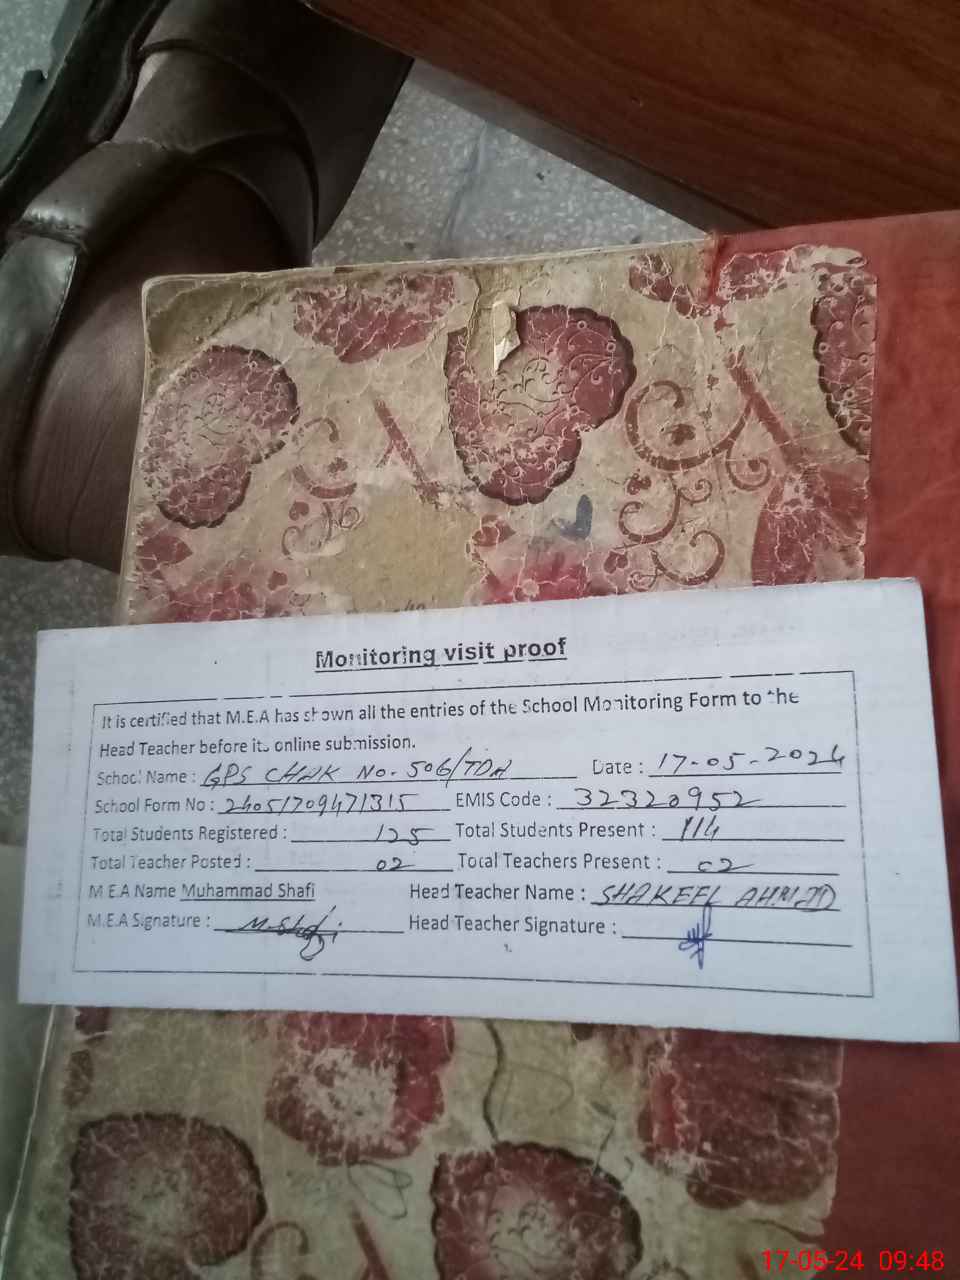 Monitoring visit proof
It is certified that M.E.A has shown all the entries of the School Monitoring Form to the
Head Teacher before its online submission.
School Name : GPS CHAK No. 506/TDA Date : 17-05-2024
School Form No : 24051709471315 EMIS Code : 32320952
Total Students Registered : 125 Total Students Present : 114
Total Teacher Posted : 02 Total Teachers Present : 02
M.E.A Name Muhammad Shafi Head Teacher Name : SHAKEEL AHMAD
M.E.A Signature : M.Shafi Head Teacher Signature :
17-05-24 09:48